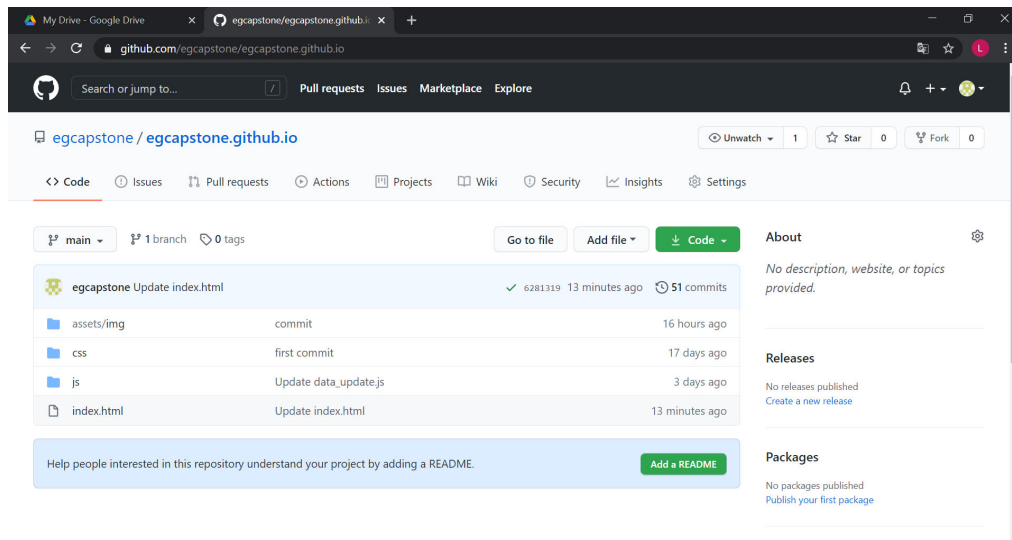 My Drive - Google Drive
egcapstone/egcapstone.github.i
github.com/egcapstone/egcapstone.github.io
L
Search or jump to...
/
Pull requests Issues Marketplace Explore
egcapstone / egcapstone.github.io
Unwatch 1 Star 0 Fork 0
<> Code Issues Pull requests Actions Projects Wiki Security Insights Settings
main 1 branch 0 tags Go to file Add file Code
egcapstone Update index.html 6281319 13 minutes ago 51 commits
assets/img commit 16 hours ago
css first commit 17 days ago
js Update data_update.js 3 days ago
index.html Update index.html 13 minutes ago
Help people interested in this repository understand your project by adding a README. Add a README
About
No description, website, or topics
provided.
Releases
No releases published
Create a new release
Packages
No packages published
Publish your first package